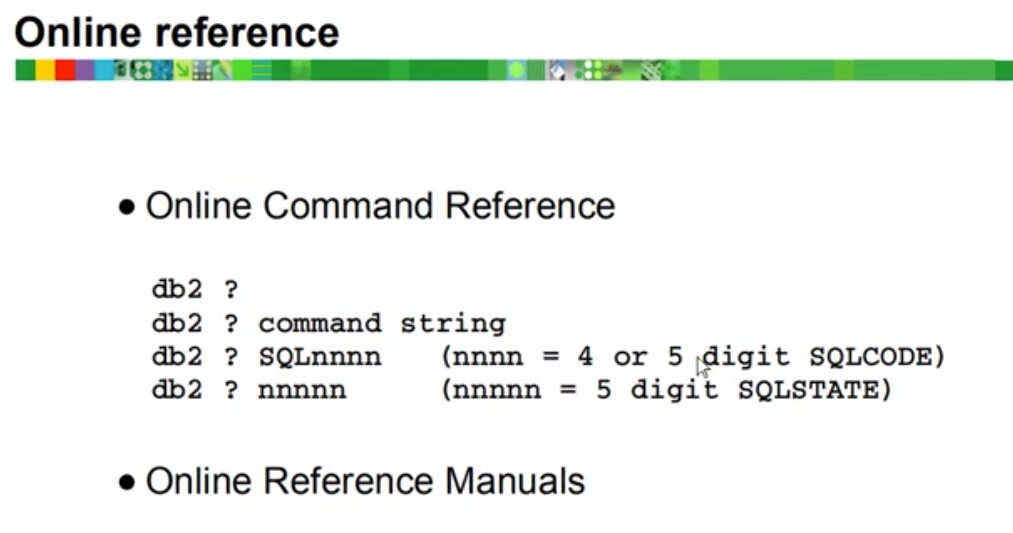 Online reference
• Online Command Reference
db2 ?
db2 ? command string
db2 ? SQLnnnn (nnnn = 4 or 5 digit SQLCODE)
db2 ? nnnnn (nnnnn = 5 digit SQLSTATE)
• Online Reference Manuals